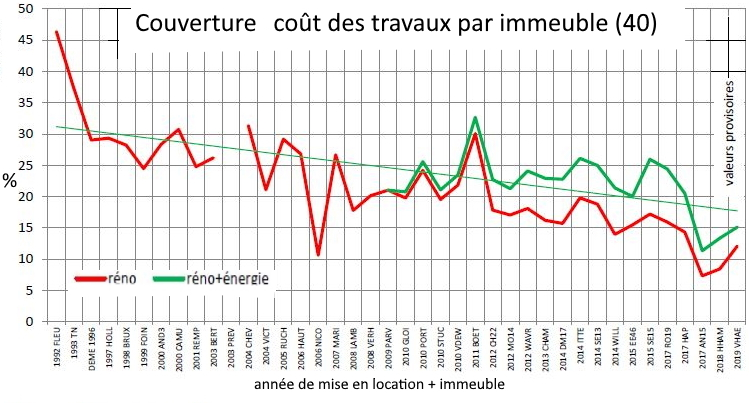 Couverture coût des travaux par immeuble (40)
50
45
40
35
30
25
20
15
10
5
0
%
valeurs provisoires
réno
réno+énergie
1992 FLEU
1993 TN
DEME 1996
1997 HOLL
1998 BRUX
1999 FOIN
2000 AND3
2000 CAMU
2001 REMP
2003 BERT
2003 PREV
2004 CHEV
2004 VICT
2005 RUCH
2006 HAUT
2006 NICO
2007 MARI
2008 JAMB
2008 VERH
2009 PARV
2010 GLOI
2010 PORT
2010 STUC
2010 VDEW
2011 BOET
2012 CH22
2012 MO14
2012 WAVR
2013 CHAM
2014 DM17
2014 ITTE
2014 SE13
2014 WILL
2015 EE46
2015 SE15
2017 RO19
2017 HAP
2017 AN15
2018 HHAM
2019 VHAE
année de mise en location + immeuble